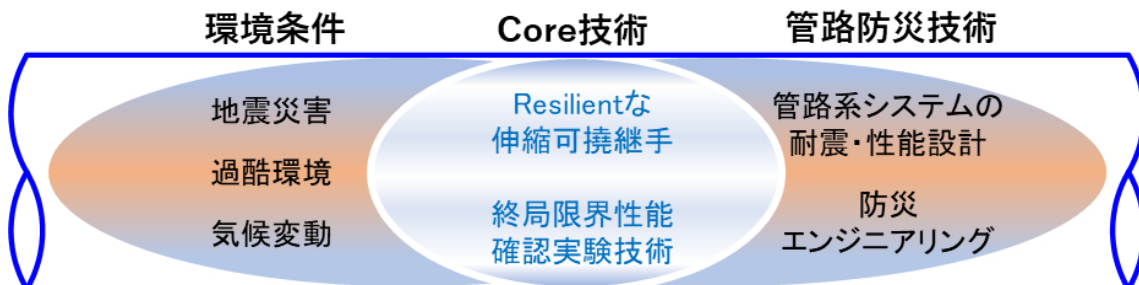 環境条件
地震災害
過酷環境
気候変動
Core技術
Resilientな
伸縮可撓継手
終局限界性能
確認実験技術
管路防災技術
管路系システムの
耐震・性能設計
防災
エンジニアリング